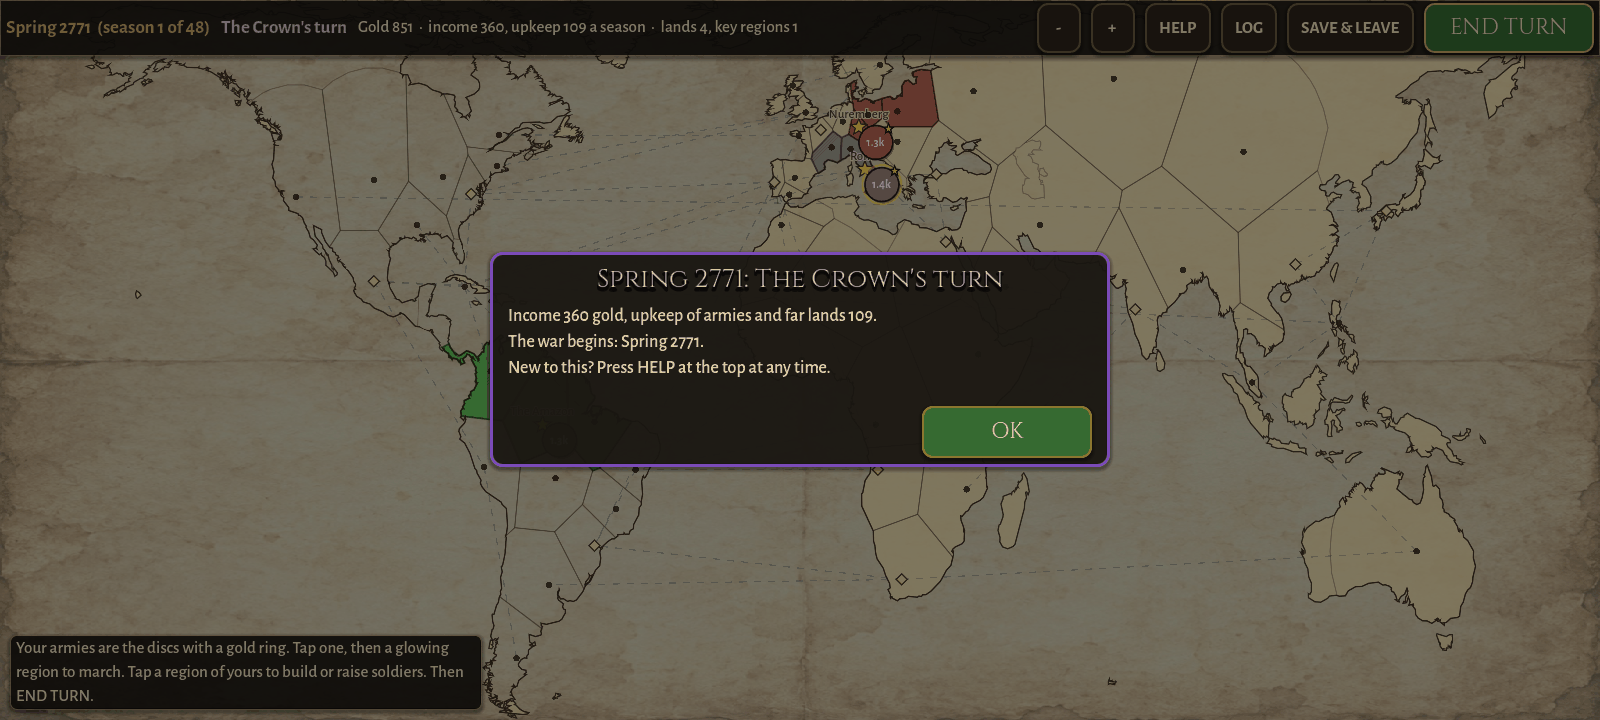 Spring 2771 (season 1 of 48) The Crown's turn Gold 851 · income 360, upkeep 109 a season · lands 4, key regions 1
- + HELP LOG SAVE & LEAVE END TURN
Nuremberg
1.3k
1.4k
SPRING 2771: THE CROWN'S TURN
Income 360 gold, upkeep of armies and far lands 109.
The war begins: Spring 2771.
New to this? Press HELP at the top at any time.
OK
Your armies are the discs with a gold ring. Tap one, then a glowing
region to march. Tap a region of yours to build or raise soldiers. Then
END TURN.